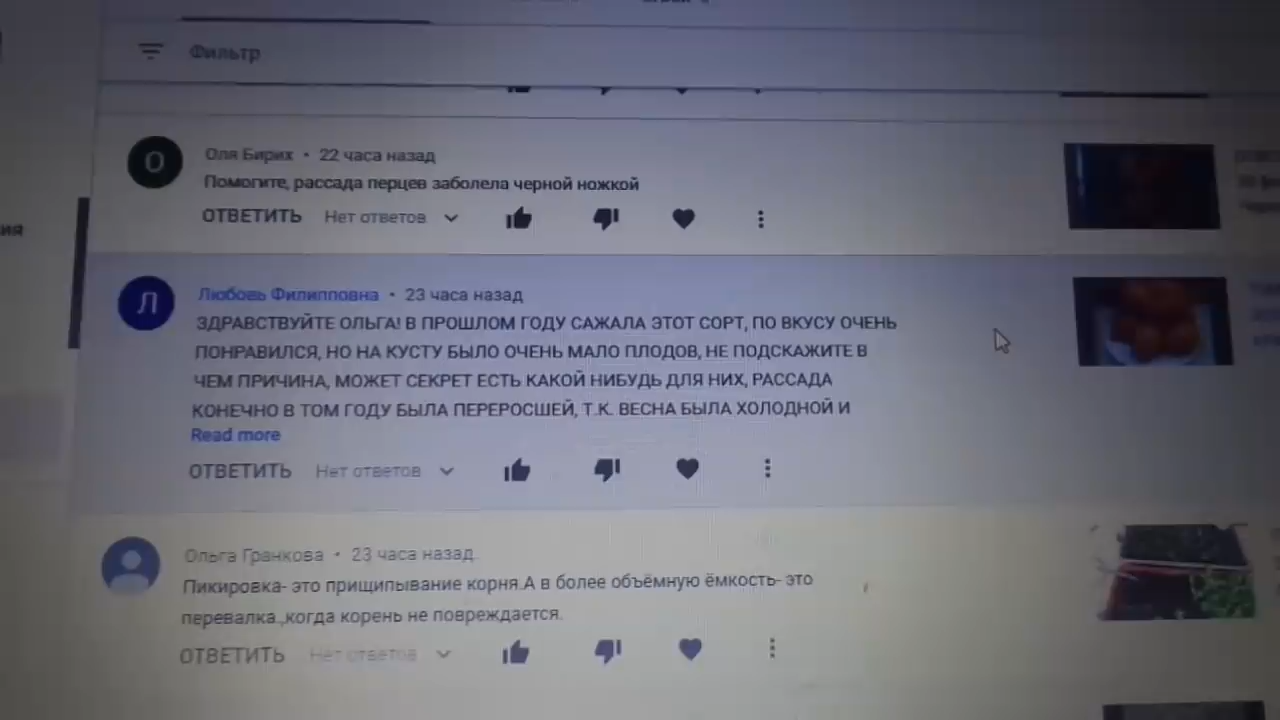 Фильтр
Оля Бирих • 22 часа назад
Помогите, рассада перцев заболела черной ножкой
ОТВЕТИТЬ Нет ответов
ия
Л
Любовь Филипповна • 23 часа назад
ЗДРАВСТВУЙТЕ ОЛЬГА! В ПРОШЛОМ ГОДУ САЖАЛА ЭТОТ СОРТ, ПО ВКУСУ ОЧЕНЬ
ПОНРАВИЛСЯ, НО НА КУСТУ БЫЛО ОЧЕНЬ МАЛО ПЛОДОВ, НЕ ПОДСКАЖИТЕ В
ЧЕМ ПРИЧИНА, МОЖЕТ СЕКРЕТ ЕСТЬ КАКОЙ НИБУДЬ ДЛЯ НИХ, РАССАДА
КОНЕЧНО В ТОМ ГОДУ БЫЛА ПЕРЕРОСШЕЙ, Т.К. ВЕСНА БЫЛА ХОЛОДНОЙ И
Read more
ОТВЕТИТЬ Нет ответов
Ольга Гранкова • 23 часа назад
Пикировка- это прищипывание корня.А в более объёмную ёмкость- это
перевалка.,когда корень не повреждается.
ОТВЕТИТЬ Нет ответов